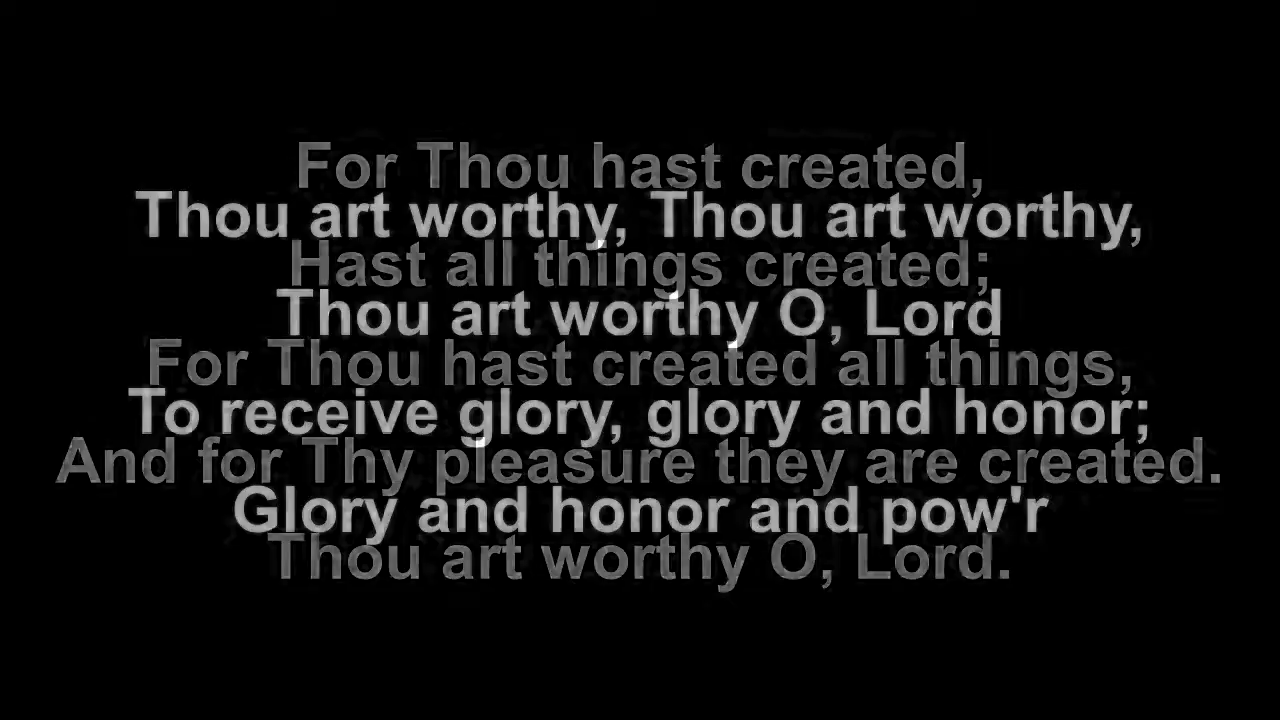 For Thou hast created,
Thou art worthy, Thou art worthy,
Hast all things created;
Thou art worthy O, Lord
For Thou hast created all things,
To receive glory, glory and honor;
And for Thy pleasure they are created.
Glory and honor and pow'r
Thou art worthy O, Lord.